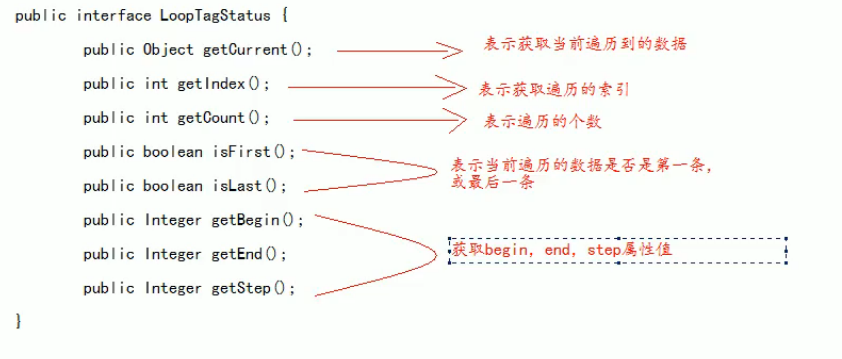 public interface LoopTagStatus {
public Object getCurrent();
表示获取当前遍历到的数据
public int getIndex();
表示获取遍历的索引
public int getCount();
表示遍历的个数
public boolean isFirst();
表示当前遍历的数据是否是第一条，
或最后一条
public boolean isLast();
public Integer getBegin();
public Integer getEnd();
获取begin, end, step属性值
public Integer getStep();
}